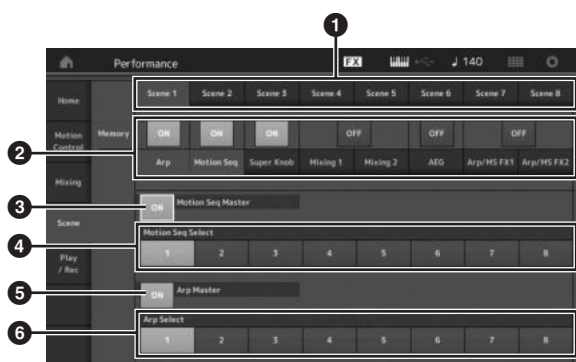 1
Performance FX 140
Home Scene 1 Scene 2 Scene 3 Scene 4 Scene 5 Scene 6 Scene 7 Scene 8
Motion Control Memory ON ON ON OFF OFF OFF
2
Arp Motion Seq Super Knob Mixing 1 Mixing 2 AEG Arp/MS FX1 Arp/MS FX2
Mixing
3 ON Motion Seq Master
Scene
4 Motion Seq Select
1 2 3 4 5 6 7 8
Play / Rec
5 ON Arp Master
6 Arp Select
1 2 3 4 5 6 7 8